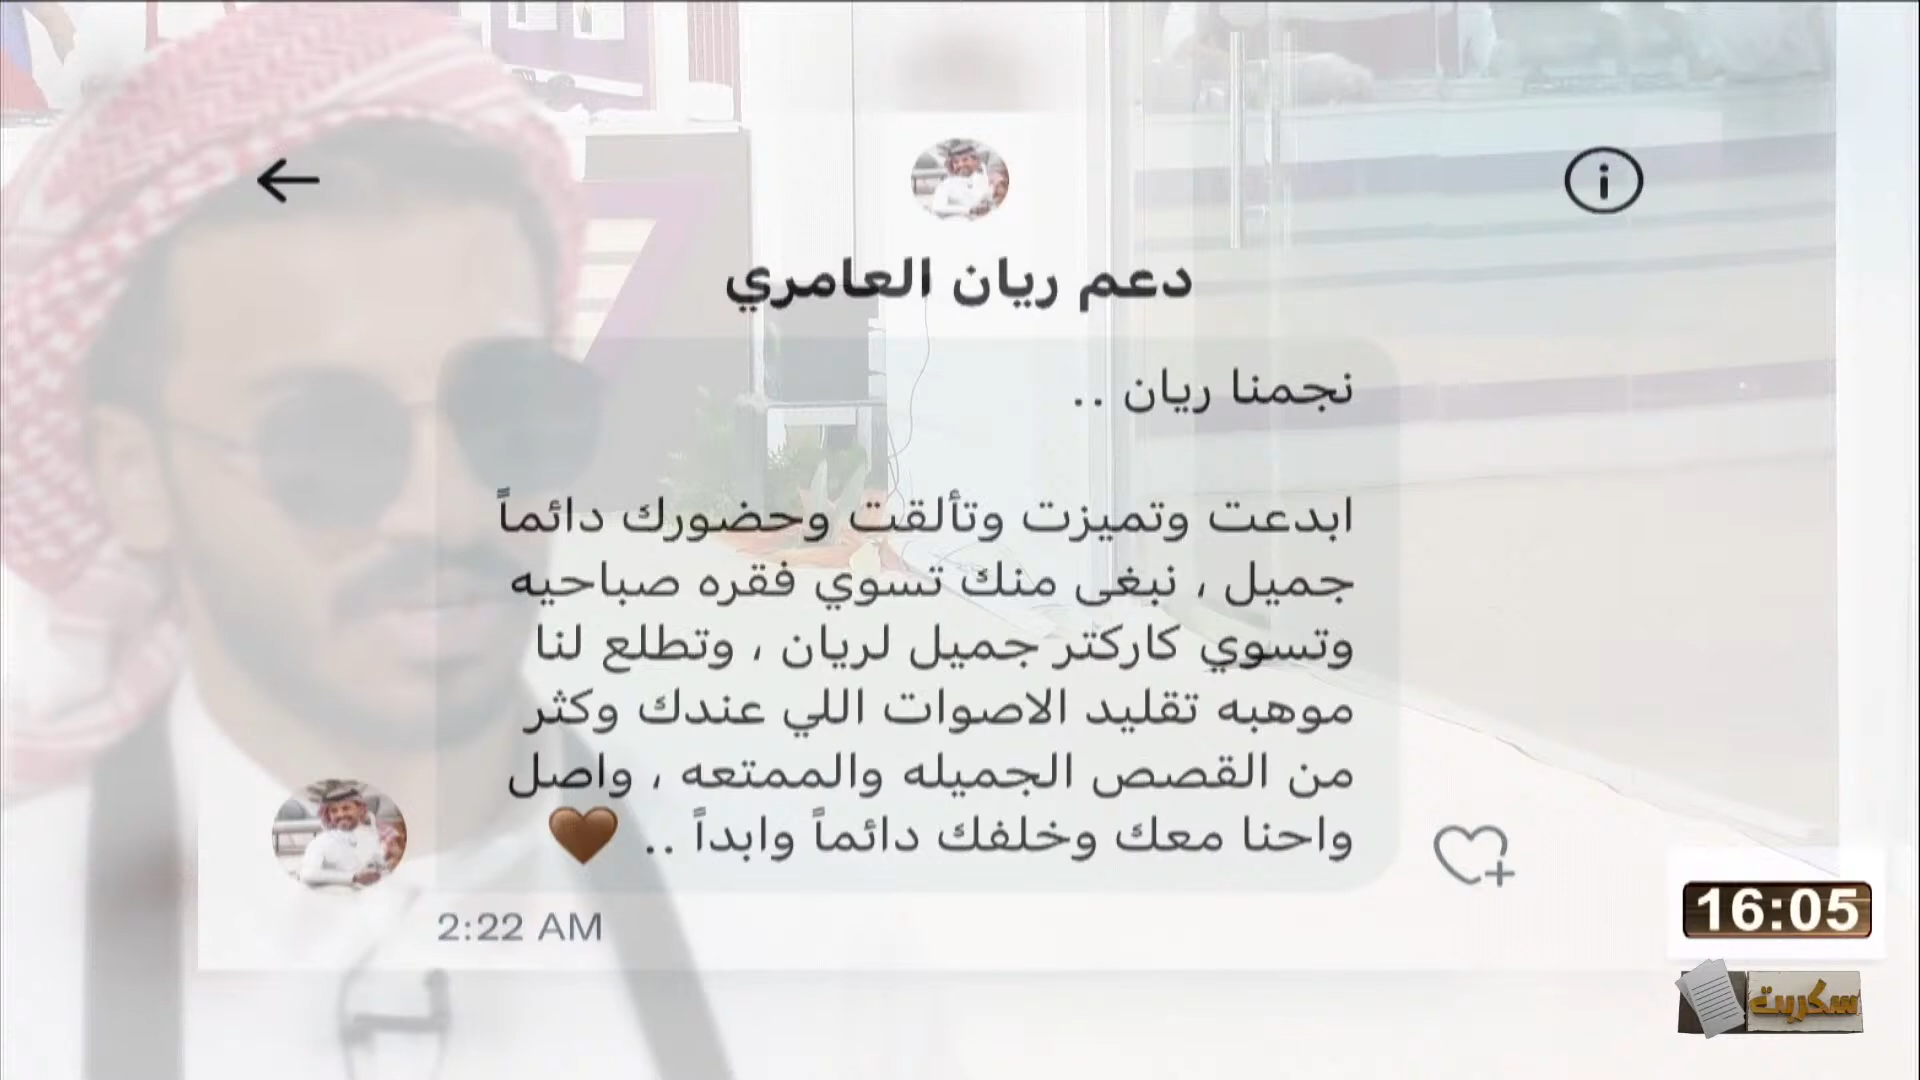 دعم ريان العامري
نجمنا ريان ..
ابدعت وتميزت وتألقت وحضورك دائماً
جميل ، نبغى منك تسوي فقره صباحيه
وتسوي كاركتر جميل لريان ، وتطلع لنا
موهبه تقليد الاصوات اللي عندك وكثر
من القصص الجميله والممتعه ، واصل
واحنا معك وخلفك دائماً وابداً .. 🤎
2:22 AM
16:05
سكريت